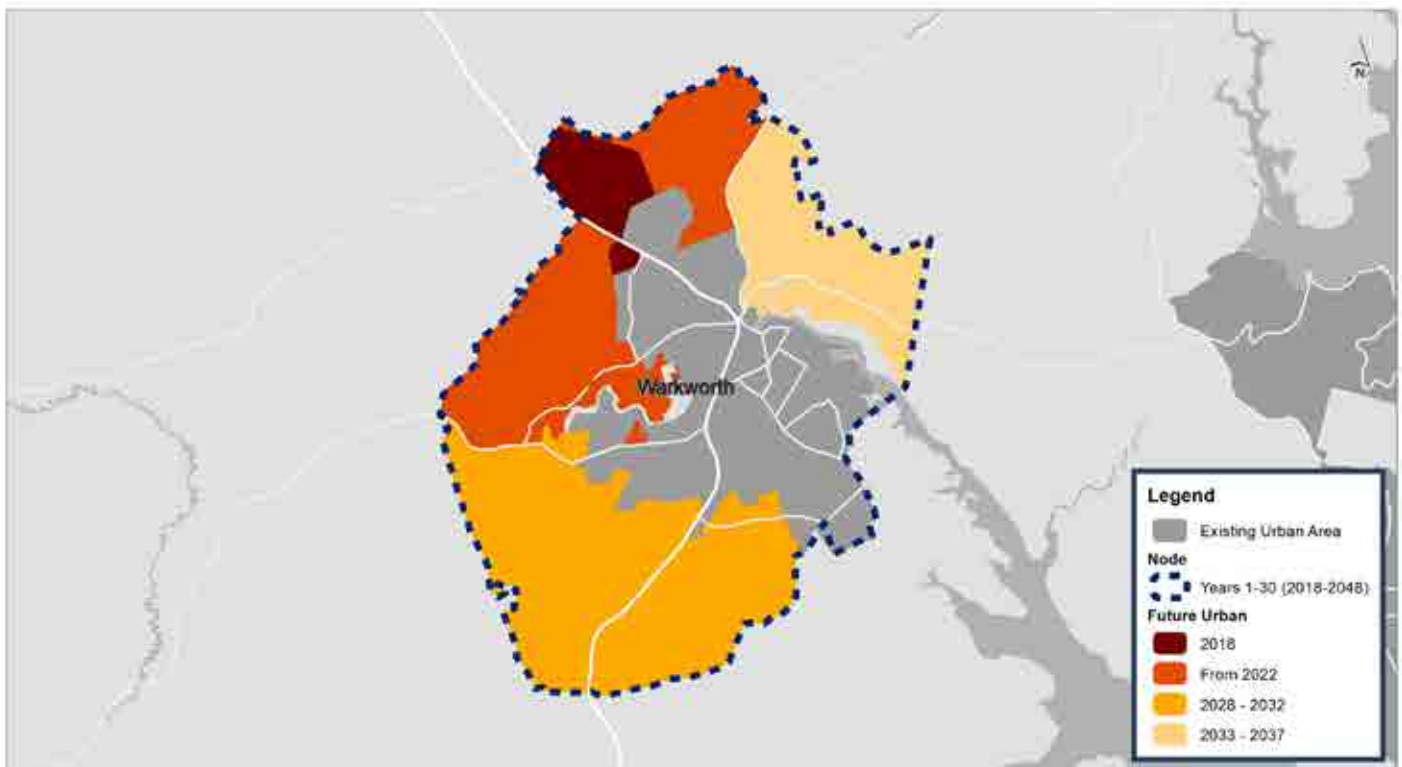 N
Warkworth
Legend
Existing Urban Area
Node
Years 1-30 (2018-2048)
Future Urban
2018
From 2022
2028 - 2032
2033 - 2037